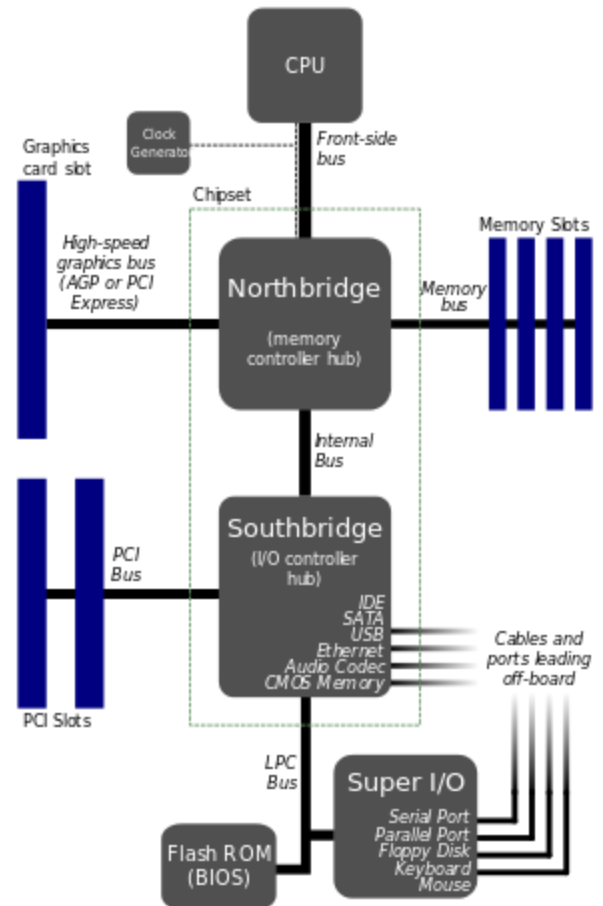 CPU
Clock
Generator
Front-side
bus
Graphics
card slot
Chipset
High-speed
graphics bus
(AGP or PCI
Express)
Northbridge
(memory
controller hub)
Memory Slots
Memory
bus
Internal
Bus
Southbridge
(I/O controller
hub)
IDE
SATA
USB
Ethernet
Audio Codec
CMOS Memory
PCI
Bus
PCI Slots
Cables and
ports leading
off-board
LPC
Bus
Super I/O
Serial Port
Parallel Port
Floppy Disk
Keyboard
Mouse
Flash ROM
(BIOS)